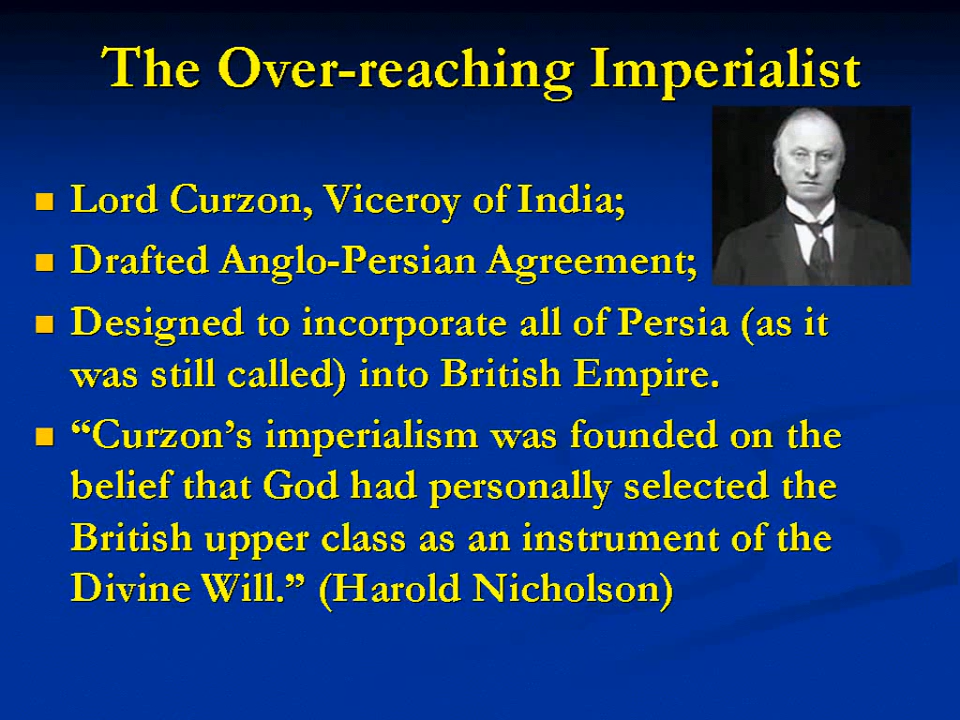 The Over-reaching Imperialist
Lord Curzon, Viceroy of India;
Drafted Anglo-Persian Agreement;
Designed to incorporate all of Persia (as it
was still called) into British Empire.
“Curzon’s imperialism was founded on the
belief that God had personally selected the
British upper class as an instrument of the
Divine Will.” (Harold Nicholson)